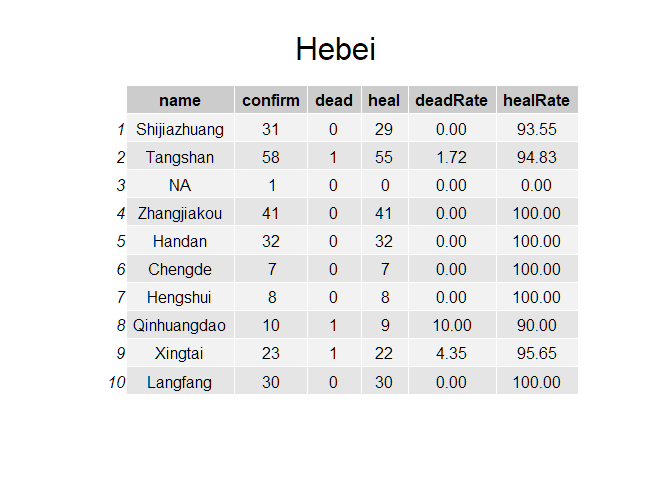 Hebei
name confirm dead heal deadRate healRate
1 Shijiazhuang 31 0 29 0.00 93.55
2 Tangshan 58 1 55 1.72 94.83
3 NA 1 0 0 0.00 0.00
4 Zhangjiakou 41 0 41 0.00 100.00
5 Handan 32 0 32 0.00 100.00
6 Chengde 7 0 7 0.00 100.00
7 Hengshui 8 0 8 0.00 100.00
8 Qinhuangdao 10 1 9 10.00 90.00
9 Xingtai 23 1 22 4.35 95.65
10 Langfang 30 0 30 0.00 100.00